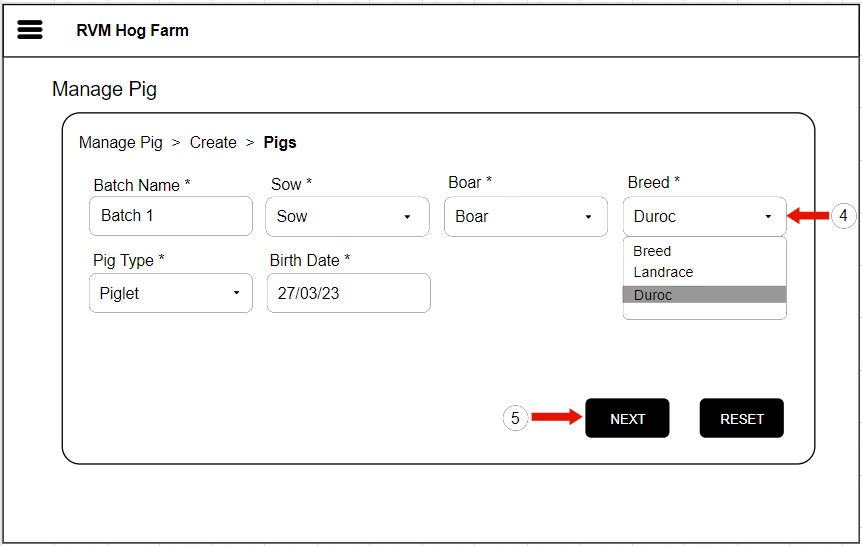 RVM Hog Farm
Manage Pig
Manage Pig > Create > Pigs
Batch Name *
Sow *
Boar *
Breed *
Batch 1
Sow
Boar
Duroc
4
Breed
Landrace
Duroc
Pig Type *
Birth Date *
Piglet
27/03/23
5
NEXT
RESET